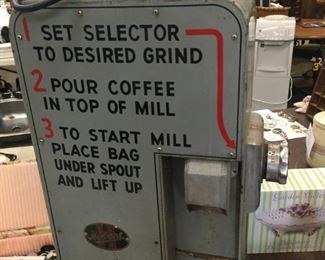 1 SET SELECTOR
TO DESIRED GRIND
2 POUR COFFEE
IN TOP OF MILL
3 TO START MILL
PLACE BAG
UNDER SPOUT
AND LIFT UP